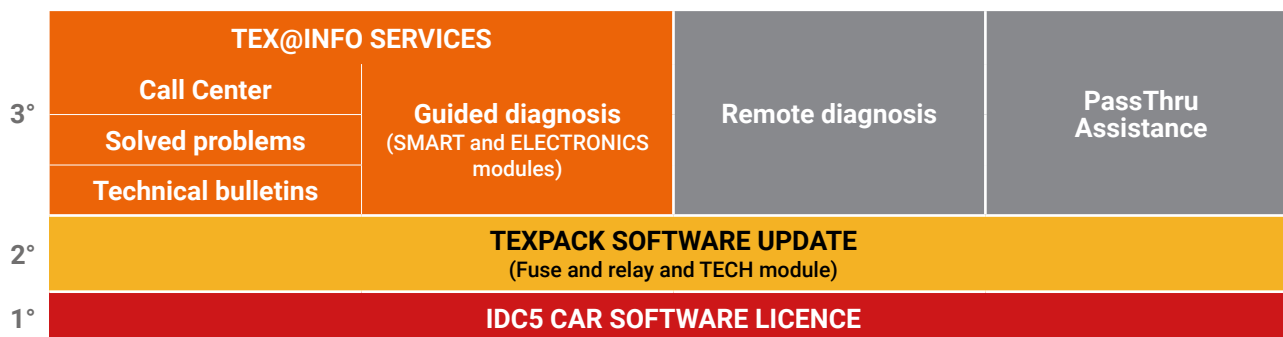 TEX@INFO SERVICES
3°
Call Center
Solved problems
Technical bulletins
Guided diagnosis
(SMART and ELECTRONICS
modules)
Remote diagnosis
PassThru
Assistance
2°
TEXPACK SOFTWARE UPDATE
(Fuse and relay and TECH module)
1°
IDC5 CAR SOFTWARE LICENCE